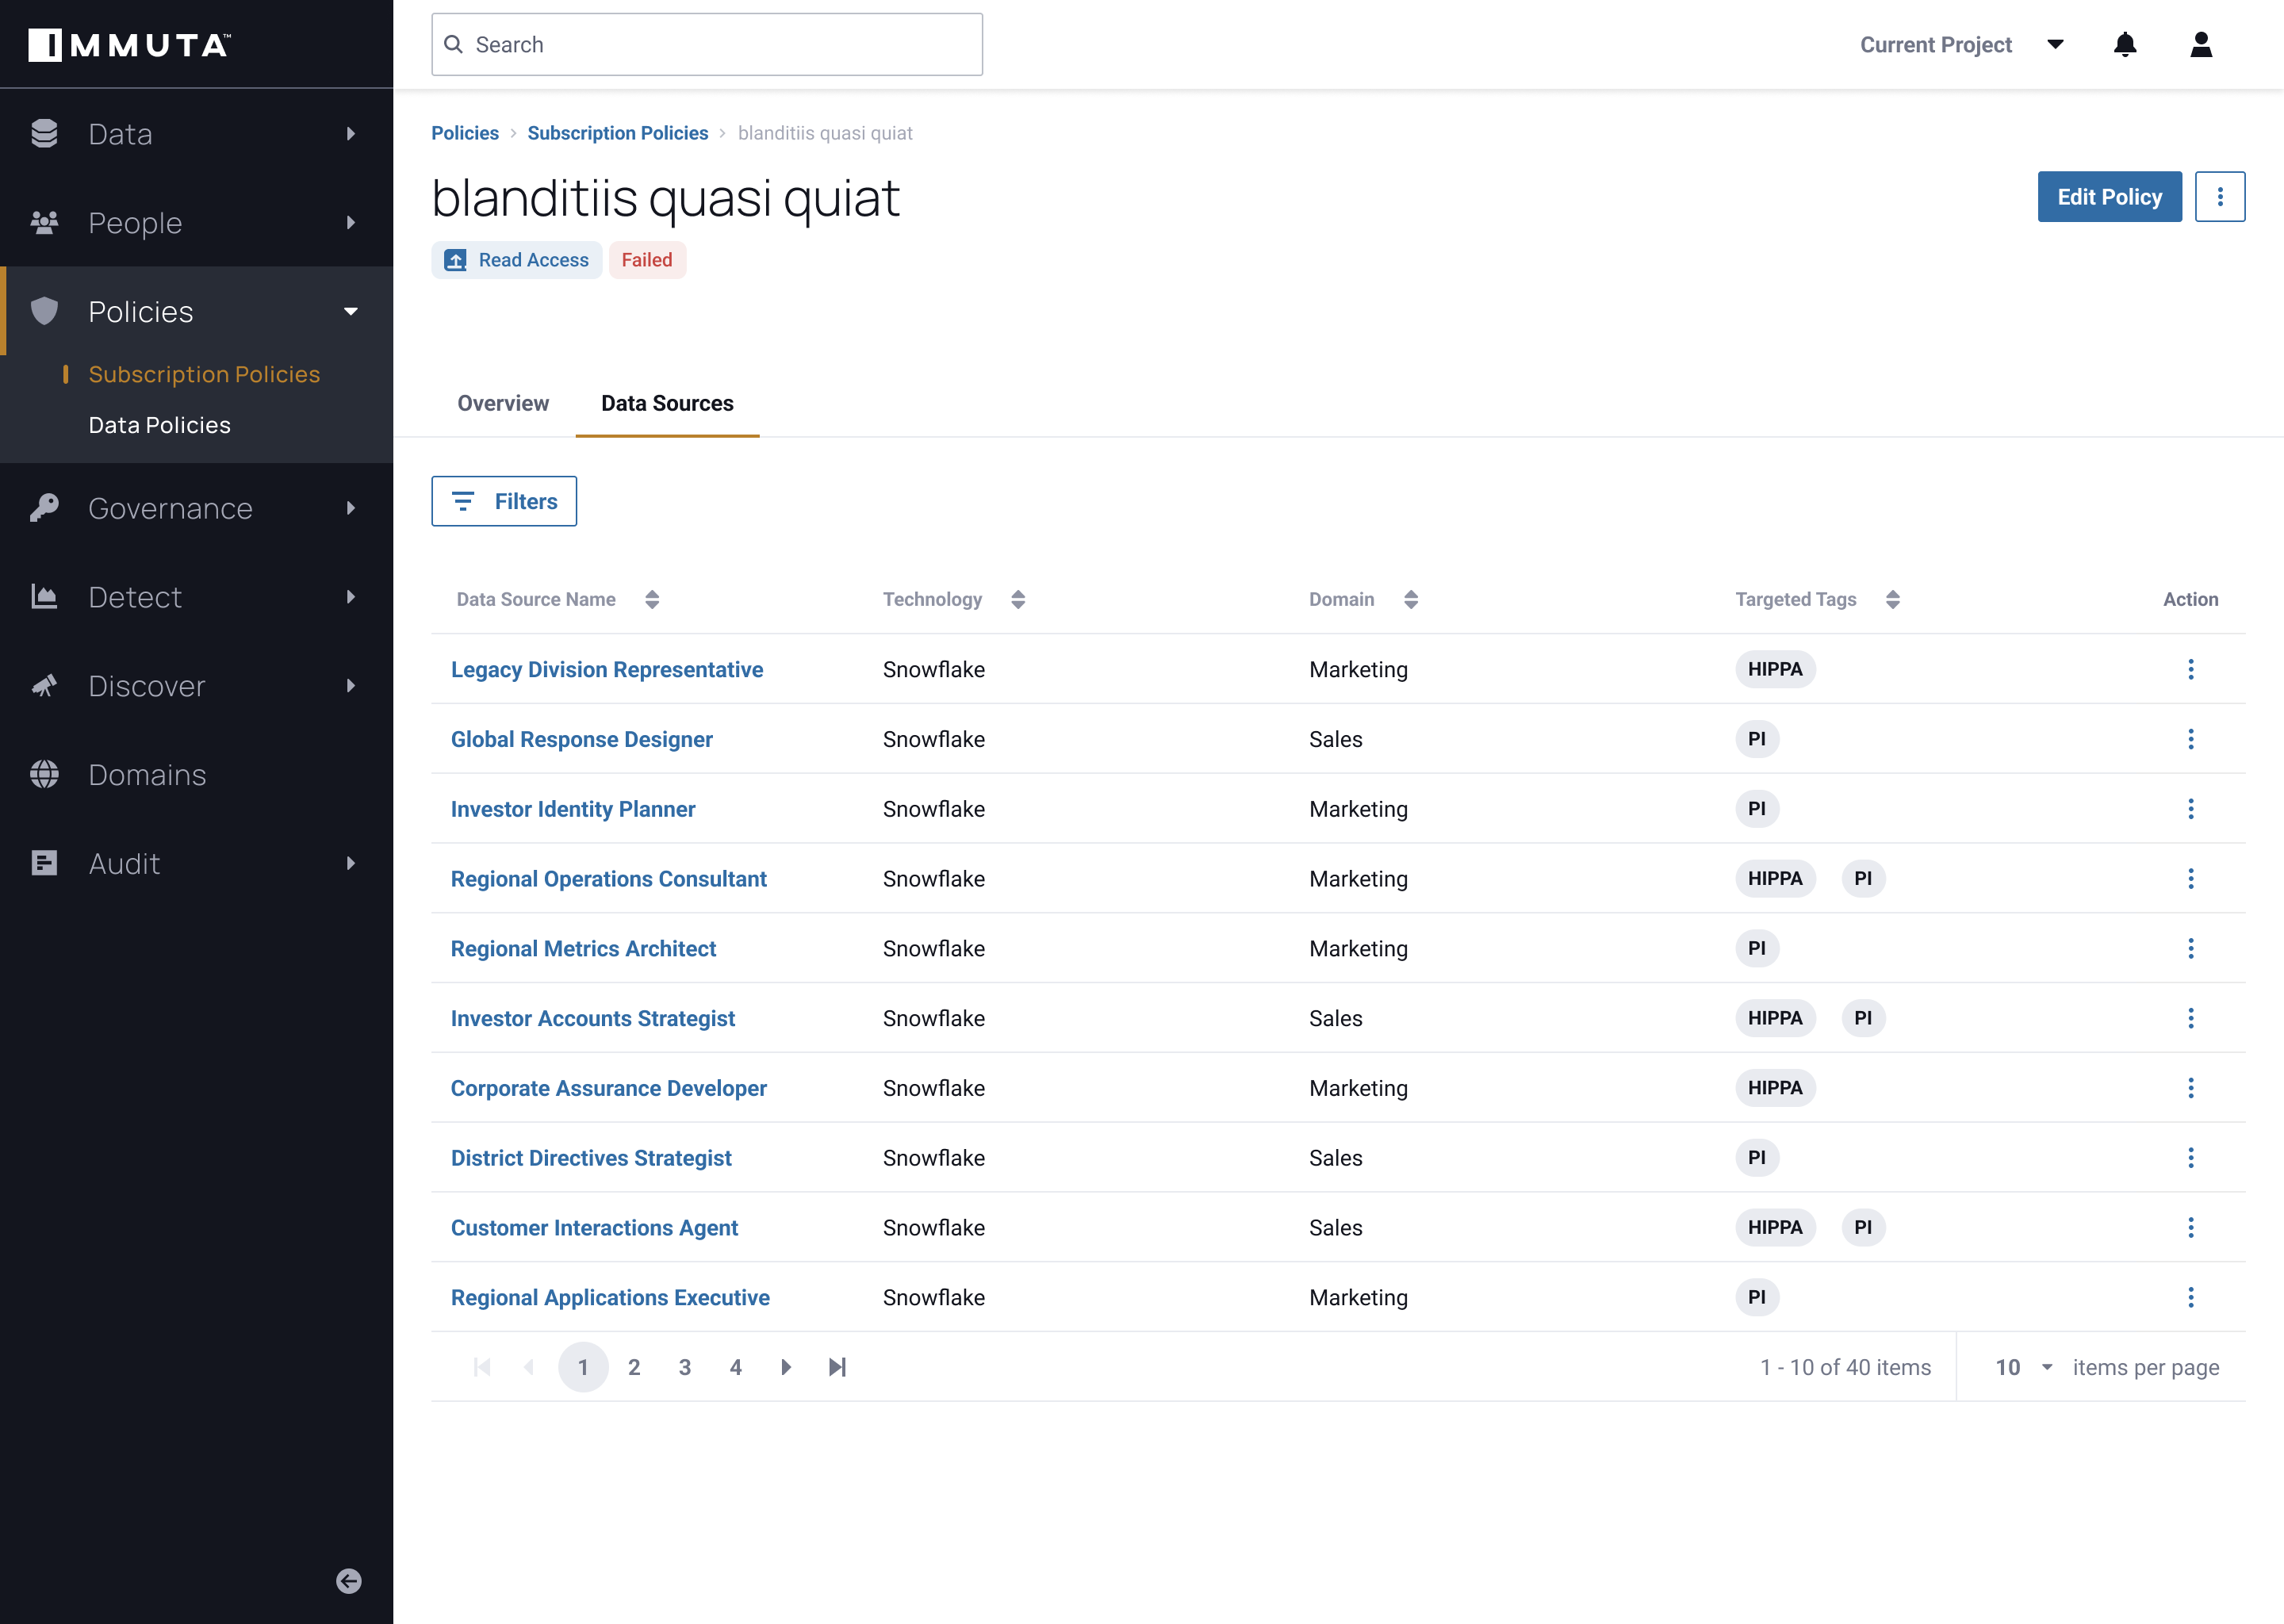 IMMUTA™
Search
Current Project
Data
People
Policies
Subscription Policies
Data Policies
Governance
Detect
Discover
Domains
Audit
Policies > Subscription Policies > blanditiis quasi quiat
blanditiis quasi quiat
Edit Policy
Read Access Failed
Overview Data Sources
Filters
Data Source Name Technology Domain Targeted Tags Action
Legacy Division Representative Snowflake Marketing HIPPA
Global Response Designer Snowflake Sales PI
Investor Identity Planner Snowflake Marketing PI
Regional Operations Consultant Snowflake Marketing HIPPA PI
Regional Metrics Architect Snowflake Marketing PI
Investor Accounts Strategist Snowflake Sales HIPPA PI
Corporate Assurance Developer Snowflake Marketing HIPPA
District Directives Strategist Snowflake Sales PI
Customer Interactions Agent Snowflake Sales HIPPA PI
Regional Applications Executive Snowflake Marketing PI
1 2 3 4 1 - 10 of 40 items 10 items per page